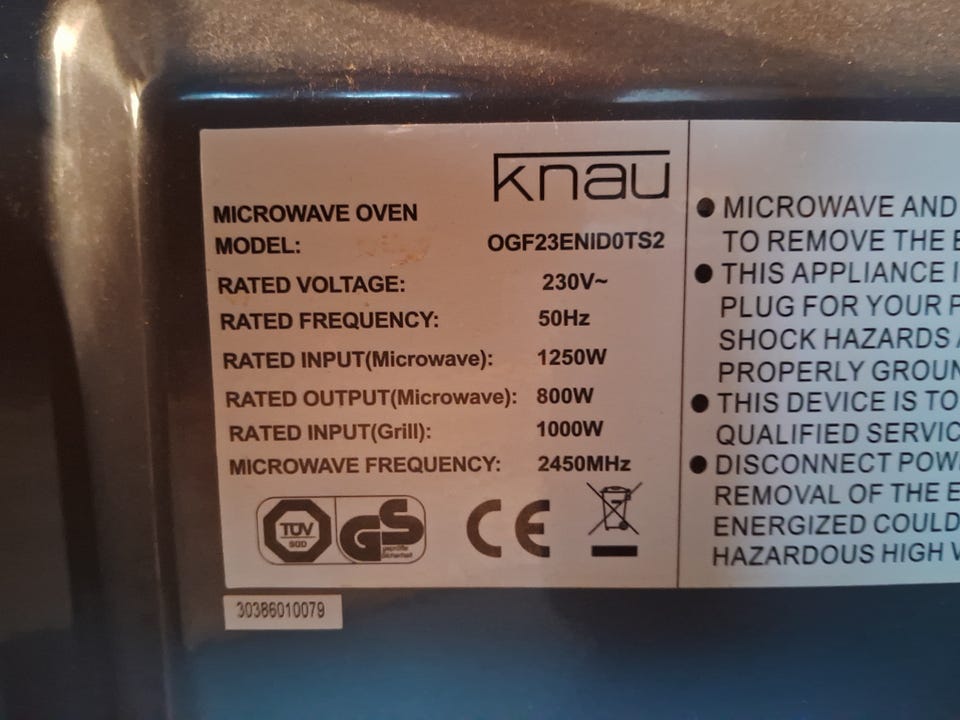 knau
MICROWAVE OVEN
MODEL: OGF23ENID0TS2
RATED VOLTAGE: 230V~
RATED FREQUENCY: 50Hz
RATED INPUT(Microwave): 1250W
RATED OUTPUT(Microwave): 800W
RATED INPUT(Grill): 1000W
MICROWAVE FREQUENCY: 2450MHz
TÜV
SÜD
GS
geprüfte
Sicherheit
CE
30386010079
● MICROWAVE AND
TO REMOVE THE
● THIS APPLIANCE
PLUG FOR YOUR
SHOCK HAZARDS
PROPERLY GROUN
● THIS DEVICE IS TO
QUALIFIED SERVIC
● DISCONNECT POW
REMOVAL OF THE
ENERGIZED COULD
HAZARDOUS HIGH